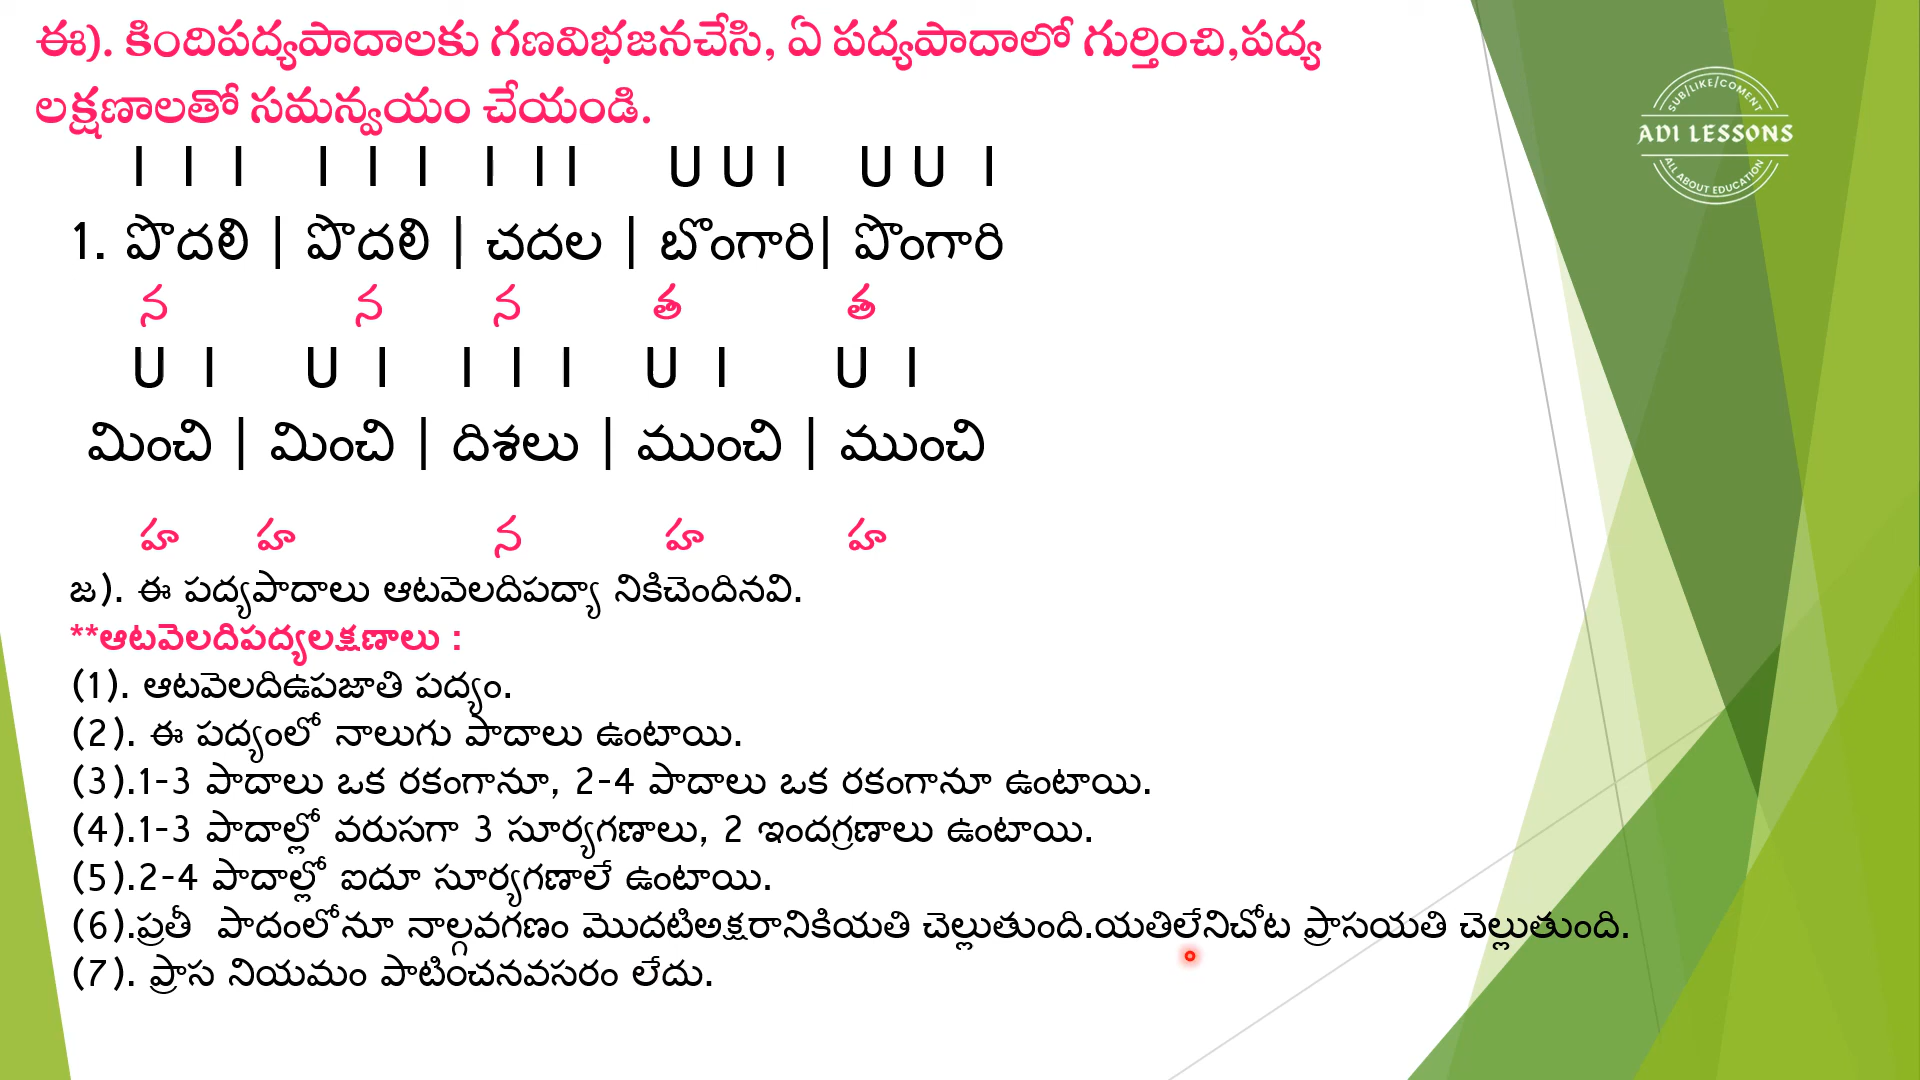 ఈ). కిందిపద్యపాదాలకు గణవిభజనచేసి, ఏ పద్యపాదాలో గుర్తించి,పద్య
లక్షణాలతో సమన్వయం చేయండి.
I I I I I I I I I U U I U U I
1. పొదలి | పొదలి | చదల | బొంగారి| పొంగారి
న న న త త
U I U I I I I U I U I
మించి | మించి | దిశలు | ముంచి | ముంచి
హ హ న హ హ
జ). ఈ పద్యపాదాలు ఆటవెలదిపద్యా నికిచెందినవి.
**ఆటవెలదిపద్యలక్షణాలు :
(1). ఆటవెలదిఉపజాతి పద్యం.
(2). ఈ పద్యంలో నాలుగు పాదాలు ఉంటాయి.
(3).1-3 పాదాలు ఒక రకంగానూ, 2-4 పాదాలు ఒక రకంగానూ ఉంటాయి.
(4).1-3 పాదాల్లో వరుసగా 3 సూర్యగణాలు, 2 ఇందగ్రణాలు ఉంటాయి.
(5).2-4 పాదాల్లో ఐదూ సూర్యగణాలే ఉంటాయి.
(6).ప్రతీ పాదంలోనూ నాల్గవగణం మొదటిఅక్షరానికియతి చెల్లుతుంది.యతిలేనిచోట ప్రాసయతి చెల్లుతుంది.
(7). ప్రాస నియమం పాటించనవసరం లేదు.
SUB/LIKE/COMENT
ADI LESSONS
ALL ABOUT EDUCATION